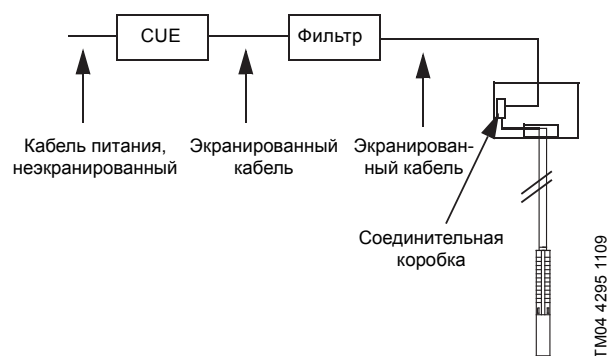 CUE
Фильтр
Кабель питания,
неэкранированный
Экранированный
кабель
Экранирован-
ный кабель
Соединительная
коробка
TM04 4295 1109